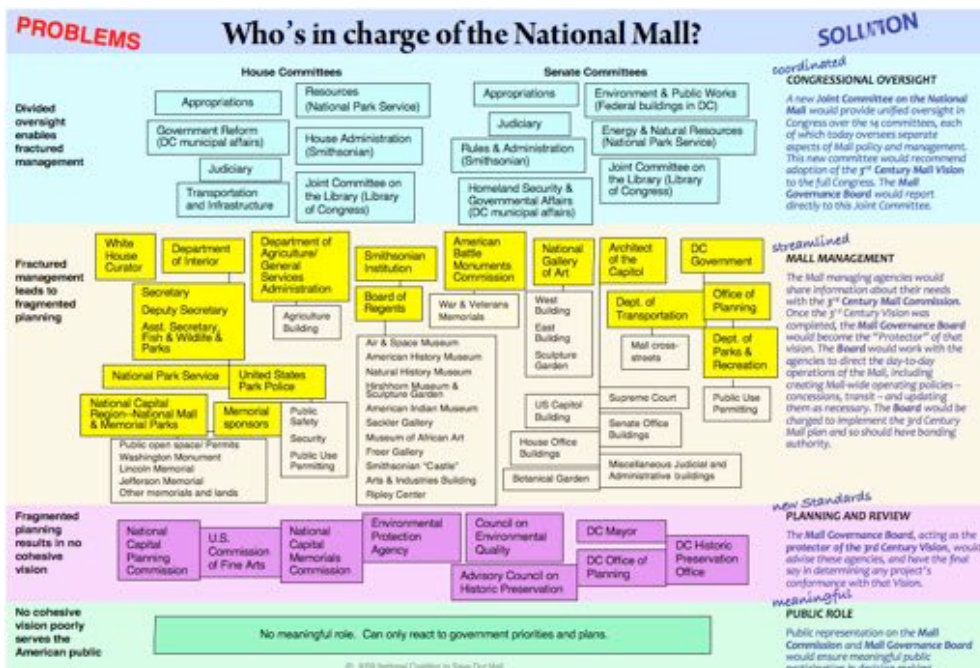 PROBLEMS
Who's in charge of the National Mall?
SOLUTION
Divided
oversight
enables
fractured
management
House Committees
Appropriations
Resources
(National Park Service)
Government Reform
(DC municipal affairs)
House Administration
(Smithsonian)
Judiciary
Transportation
and Infrastructure
Joint Committee on
the Library (Library
of Congress)
Senate Committees
Appropriations
Environment & Public Works
(Federal buildings in DC)
Judiciary
Energy & Natural Resources
(National Park Service)
Rules & Administration
(Smithsonian)
Joint Committee on
the Library (Library of
Congress)
Homeland Security &
Governmental Affairs
(DC municipal affairs)
coordinated
CONGRESSIONAL OVERSIGHT
A new Joint Committee on the National
Mall would provide unified oversight in
Congress over the 14 committees, each
of which today oversees separate
aspects of Mall policy and management.
This new committee would recommend
adoption of the 3rd Century Mall Vision
to the full Congress. The Mall
Governance Board would report
directly to this Joint Committee.
Fractured
management
leads to
fragmented
planning
White
House
Curator
Department
of Interior
Department of
Agriculture/
General
Services
Administration
Smithsonian
Institution
American
Battle
Monuments
Commission
National
Gallery
of Art
Architect
of the
Capitol
DC
Government
Secretary
Deputy Secretary
Asst. Secretary,
Fish & Wildlife &
Parks
Agriculture
Building
Board of
Regents
War & Veterans
Memorials
West
Building
East
Building
Sculpture
Garden
Dept. of
Transportation
Office of
Planning
Mall cross-
streets
Dept. of
Parks &
Recreation
National Park Service
United States
Park Police
National Capital
Region--National Mall
& Memorial Parks
Memorial
sponsors
Public
Safety
Security
Public Use
Permitting
Public open space/ Permits
Washington Monument
Lincoln Memorial
Jefferson Memorial
Other memorials and lands
Air & Space Museum
American History Museum
Natural History Museum
Hirshhorn Museum &
Sculpture Garden
American Indian Museum
Sackler Gallery
Museum of African Art
Freer Gallery
Smithsonian "Castle"
Arts & Industries Building
Ripley Center
US Capitol
Building
Supreme Court
Public Use
Permitting
House Office
Buildings
Senate Office
Buildings
Botanical Garden
Miscellaneous Judicial and
Administrative buildings
streamlined
MALL MANAGEMENT
The Mall managing agencies would
share information about their needs
with the 3rd Century Mall Commission.
Once the 3rd Century Vision was
completed, the Mall Governance Board
would become the "Protector" of that
vision. The Board would work with the
agencies to direct the day-to-day
operations of the Mall, including
creating Mall-wide operating policies –
concessions, transit – and updating
them as necessary. The Board would be
charged to implement the 3rd Century
Mall plan and so should have bonding
authority.
Fragmented
planning
results in no
cohesive
vision
National
Capital
Planning
Commission
U.S.
Commission
of Fine Arts
National
Capital
Memorials
Commission
Environmental
Protection
Agency
Council on
Environmental
Quality
Advisory Council on
Historic Preservation
DC Mayor
DC Office of
Planning
DC Historic
Preservation
Office
new Standards
PLANNING AND REVIEW
The Mall Governance Board, acting as the
protector of the 3rd Century Vision, would
advise these agencies, and have the final
say in determining any project's
conformance with that Vision.
No cohesive
vision poorly
serves the
American public
No meaningful role. Can only react to government priorities and plans.
meaningful
PUBLIC ROLE
Public representation on the Mall
Commission and Mall Governance Board
would ensure meaningful public
National Coalition to Save Our Mall